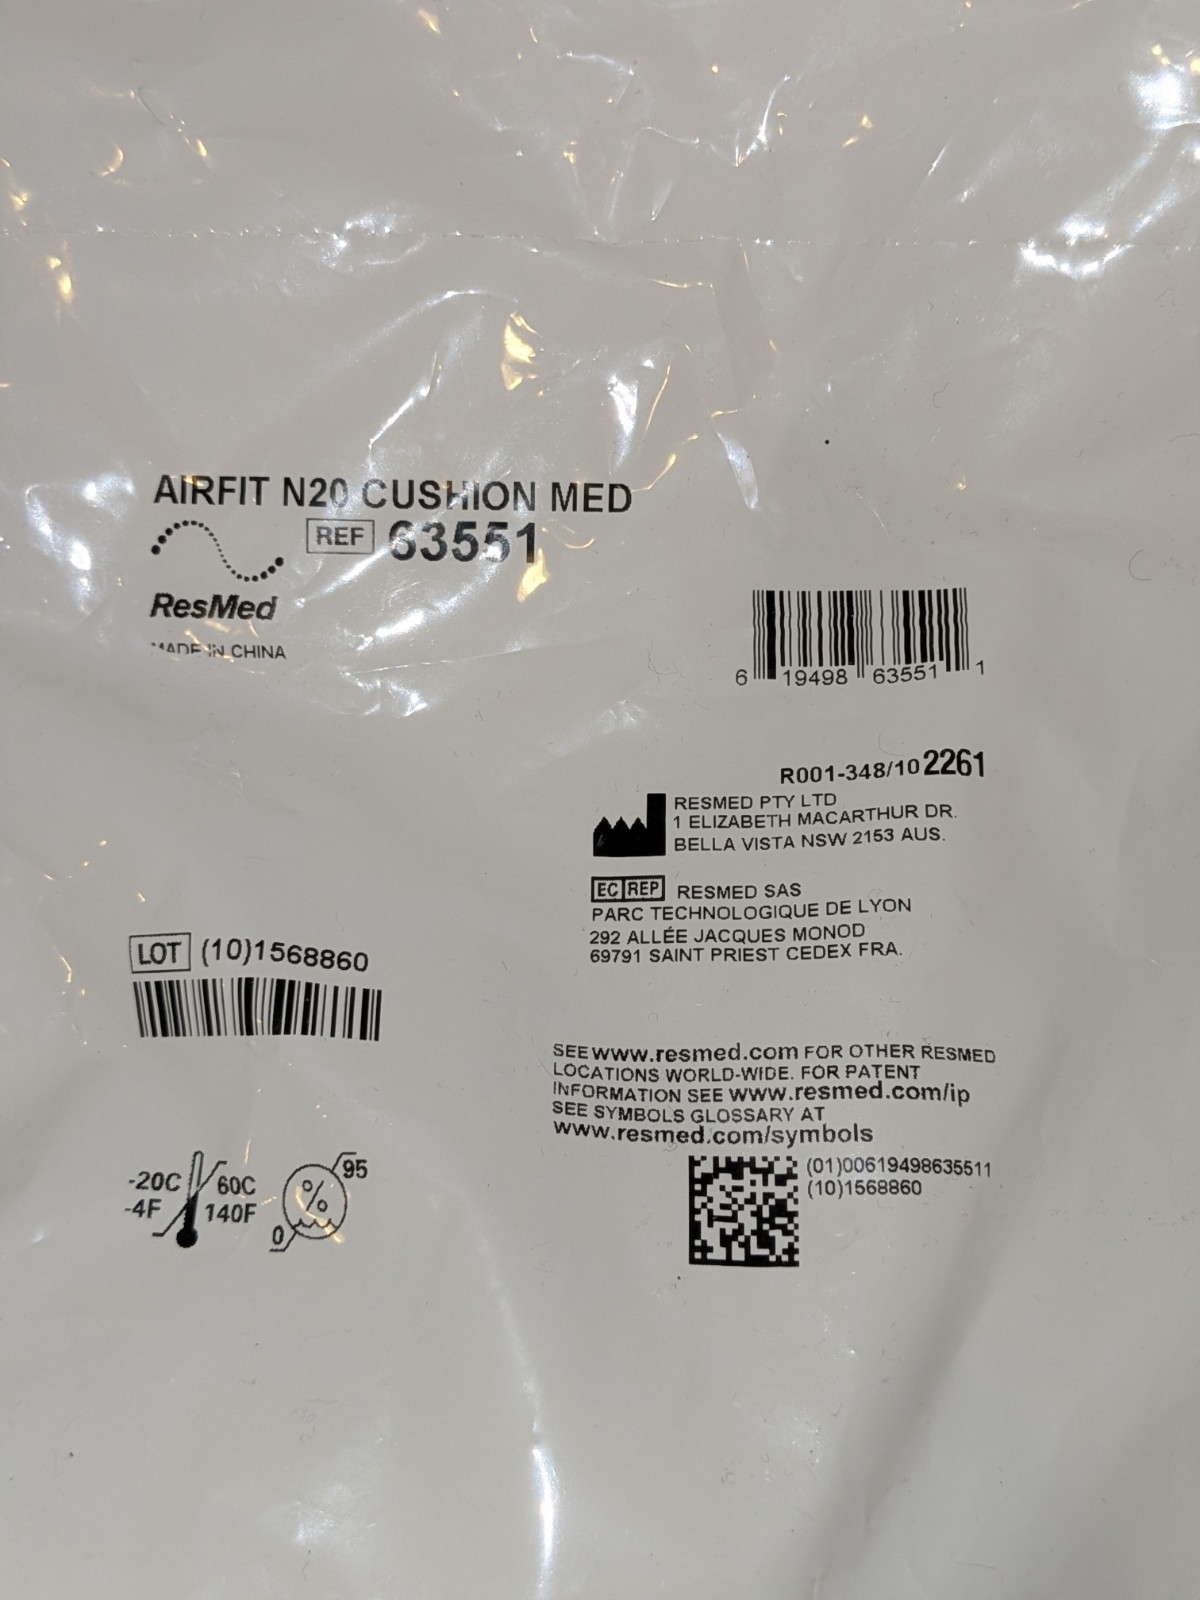 AIRFIT N20 CUSHION MED
REF 63551
ResMed
MADE IN CHINA
6 19498 63551 1
R001-348/10 2261
RESMED PTY LTD
1 ELIZABETH MACARTHUR DR.
BELLA VISTA NSW 2153 AUS.
EC REP RESMED SAS
PARC TECHNOLOGIQUE DE LYON
292 ALLÉE JACQUES MONOD
69791 SAINT PRIEST CEDEX FRA.
LOT (10)1568860
SEE www.resmed.com FOR OTHER RESMED
LOCATIONS WORLD-WIDE. FOR PATENT
INFORMATION SEE www.resmed.com/ip
SEE SYMBOLS GLOSSARY AT
www.resmed.com/symbols
(01)00619498635511
(10)1568860
-20C 60C
-4F 140F
95
%
0